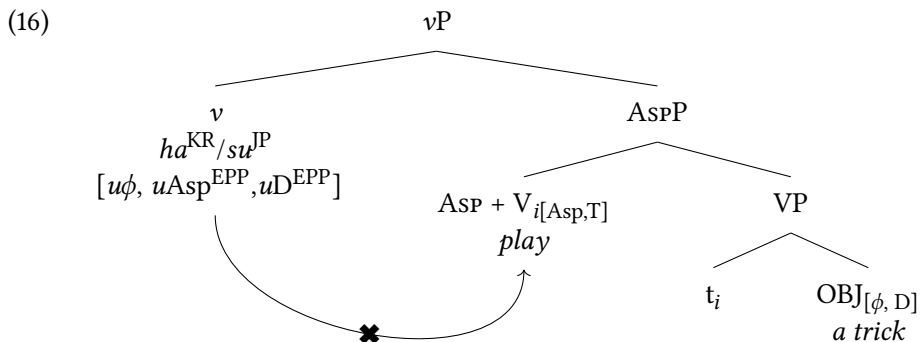 (16) vP
v AspP
ha^KR/su^JP
[uϕ, uAsp^EPP,uD^EPP] Asp + V_i[Asp,T] VP
play
t_i OBJ_[ϕ, D]
a trick